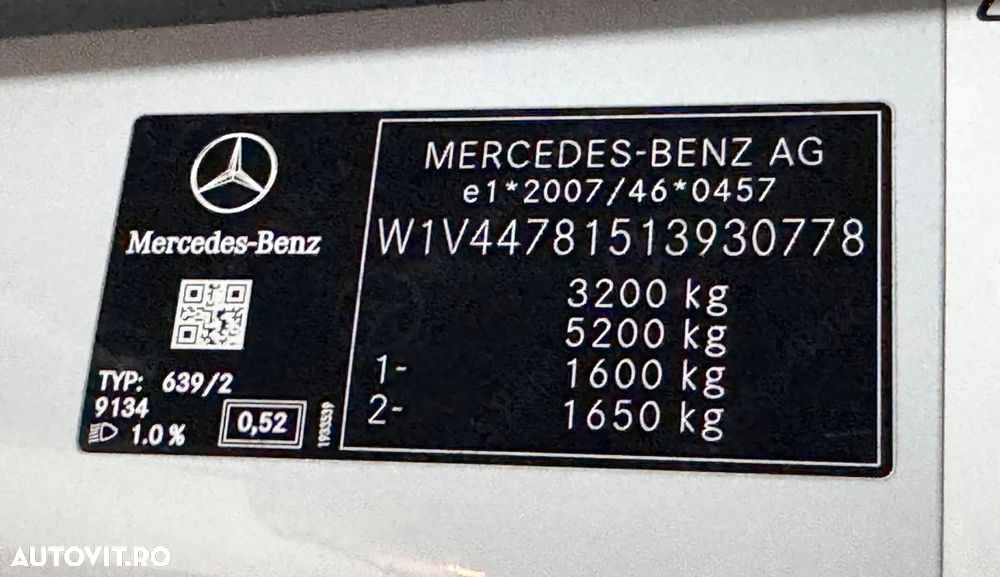 Mercedes-Benz
TYP: 639/2
9134
1.0 %
0,52
1933539
MERCEDES-BENZ AG
e1*2007/46*0457
W1V44781513930778
3200 kg
5200 kg
1- 1600 kg
2- 1650 kg
AUTOVIT.RO